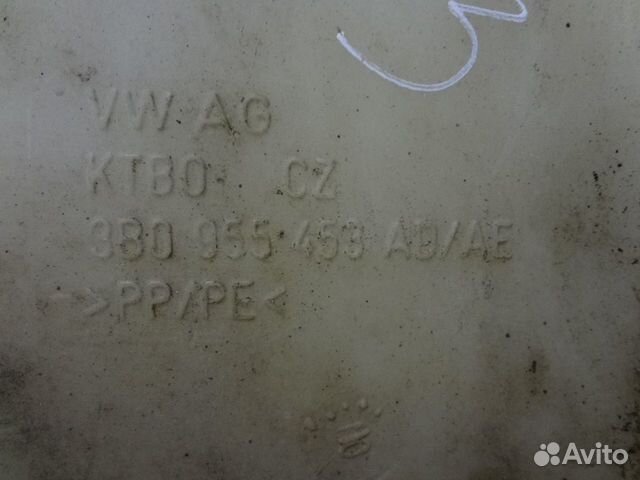 VW AG
KTBO CZ
3B0 955 453 AD/AE
>PP/PE<
Avito